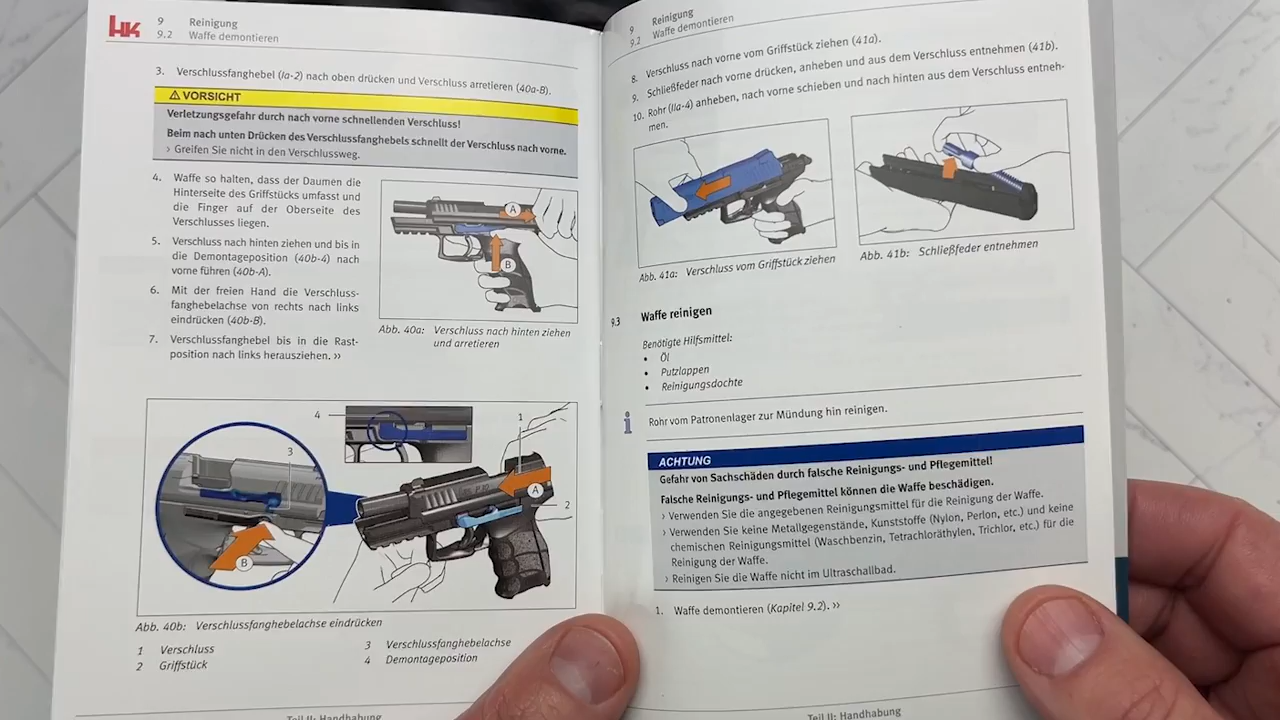 HK
9 Reinigung
9.2 Waffe demontieren
3. Verschlussfanghebel (Ia-2) nach oben drücken und Verschluss arretieren (40a-B).
⚠ VORSICHT
Verletzungsgefahr durch nach vorne schnellenden Verschluss!
Beim nach unten Drücken des Verschlussfanghebels schnellt der Verschluss nach vorne.
› Greifen Sie nicht in den Verschlussweg.
4. Waffe so halten, dass der Daumen die
Hinterseite des Griffstücks umfasst und
die Finger auf der Oberseite des
Verschlusses liegen.
5. Verschluss nach hinten ziehen und bis in
die Demontageposition (40b-4) nach
vorne führen (40b-A).
6. Mit der freien Hand die Verschluss-
fanghebelachse von rechts nach links
eindrücken (40b-B).
7. Verschlussfanghebel bis in die Rast-
position nach links herausziehen. ››
A
B
Abb. 40a: Verschluss nach hinten ziehen
und arretieren
4
1
3
A
2
B
Abb. 40b: Verschlussfanghebelachse eindrücken
1 Verschluss
2 Griffstück
3 Verschlussfanghebelachse
4 Demontageposition
Teil II: Handhabung
9 Reinigung
9.2 Waffe demontieren
8. Verschluss nach vorne vom Griffstück ziehen (41a).
9. Schließfeder nach vorne drücken, anheben und aus dem Verschluss entnehmen (41b).
10. Rohr (IIa-4) anheben, nach vorne schieben und nach hinten aus dem Verschluss entneh-
men.
Abb. 41a: Verschluss vom Griffstück ziehen
Abb. 41b: Schließfeder entnehmen
9.3 Waffe reinigen
Benötigte Hilfsmittel:
• Öl
• Putzlappen
• Reinigungsdochte
i Rohr vom Patronenlager zur Mündung hin reinigen.
ACHTUNG
Gefahr von Sachschäden durch falsche Reinigungs- und Pflegemittel!
Falsche Reinigungs- und Pflegemittel können die Waffe beschädigen.
› Verwenden Sie die angegebenen Reinigungsmittel für die Reinigung der Waffe.
› Verwenden Sie keine Metallgegenstände, Kunststoffe (Nylon, Perlon, etc.) und keine
chemischen Reinigungsmittel (Waschbenzin, Tetrachloräthylen, Trichlor, etc.) für die
Reinigung der Waffe.
› Reinigen Sie die Waffe nicht im Ultraschallbad.
1. Waffe demontieren (Kapitel 9.2). ››
Teil II: Handhabung